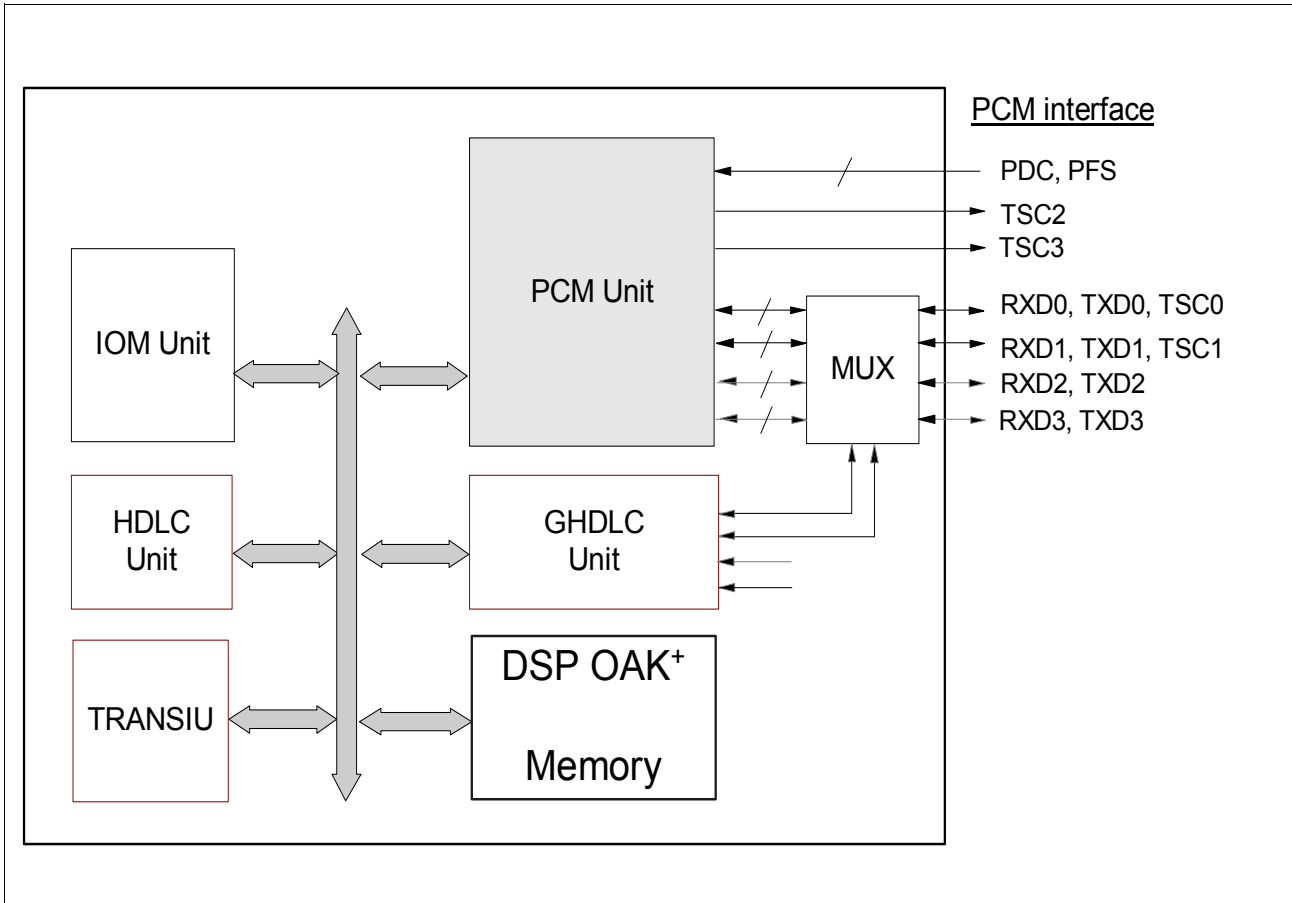 PCM interface
PDC, PFS
TSC2
TSC3
PCM Unit
IOM Unit
RXD0, TXD0, TSC0
RXD1, TXD1, TSC1
MUX
RXD2, TXD2
RXD3, TXD3
HDLC
Unit
GHDLC
Unit
DSP OAK⁺
TRANSIU
Memory